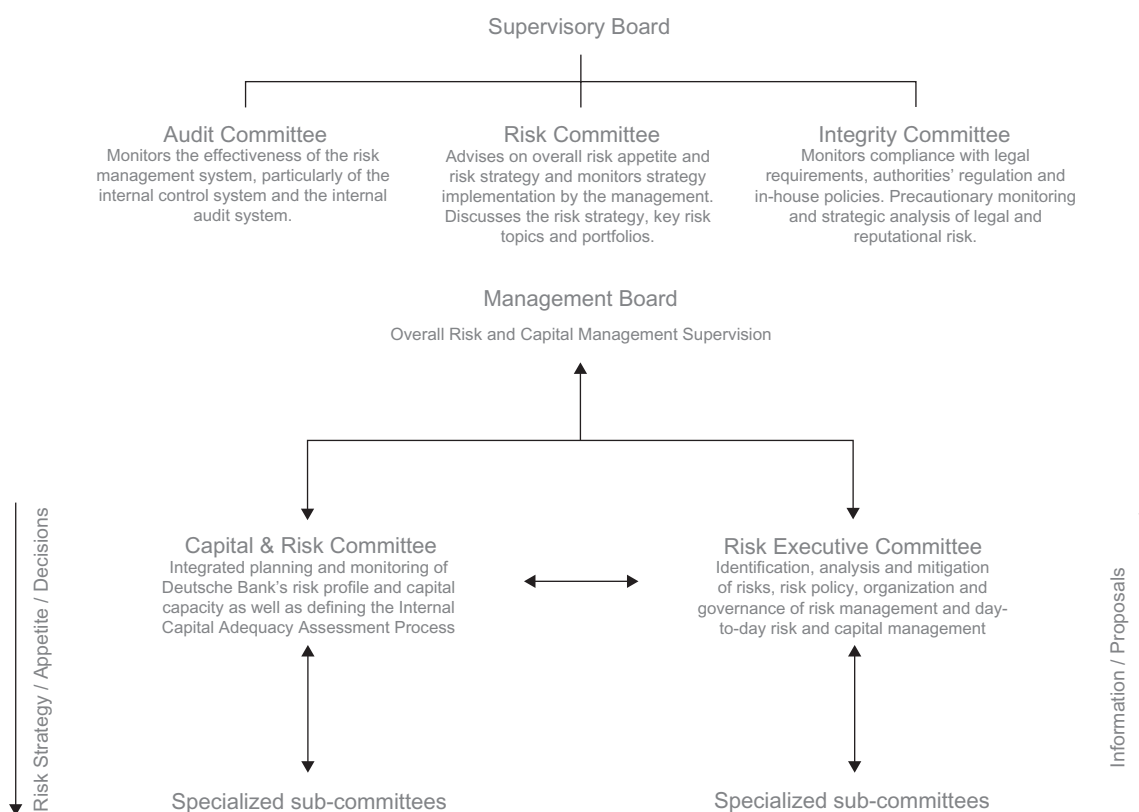 Supervisory Board
Audit Committee
Monitors the effectiveness of the risk
management system, particularly of the
internal control system and the internal
audit system.
Risk Committee
Advises on overall risk appetite and
risk strategy and monitors strategy
implementation by the management.
Discusses the risk strategy, key risk
topics and portfolios.
Integrity Committee
Monitors compliance with legal
requirements, authorities’ regulation and
in-house policies. Precautionary monitoring
and strategic analysis of legal and
reputational risk.
Management Board
Overall Risk and Capital Management Supervision
Risk Strategy / Appetite / Decisions
Capital & Risk Committee
Integrated planning and monitoring of
Deutsche Bank’s risk profile and capital
capacity as well as defining the Internal
Capital Adequacy Assessment Process
Risk Executive Committee
Identification, analysis and mitigation
of risks, risk policy, organization and
governance of risk management and day-
to-day risk and capital management
Information / Proposals
Specialized sub-committees
Specialized sub-committees